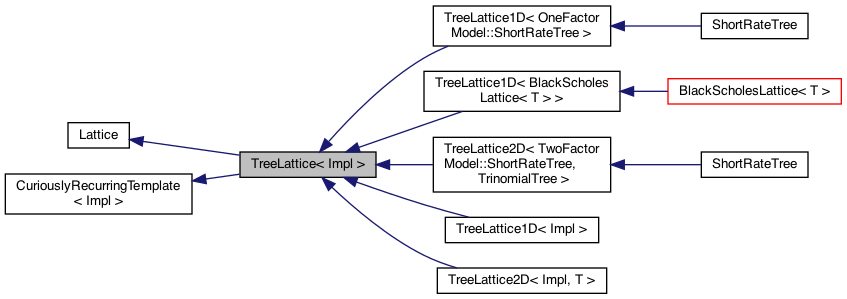 Lattice
CuriouslyRecurringTemplate
< Impl >
TreeLattice< Impl >
TreeLattice1D< OneFactor
Model::ShortRateTree >
ShortRateTree
TreeLattice1D< BlackScholes
Lattice< T > >
BlackScholesLattice< T >
TreeLattice2D< TwoFactor
Model::ShortRateTree,
TrinomialTree >
ShortRateTree
TreeLattice1D< Impl >
TreeLattice2D< Impl, T >